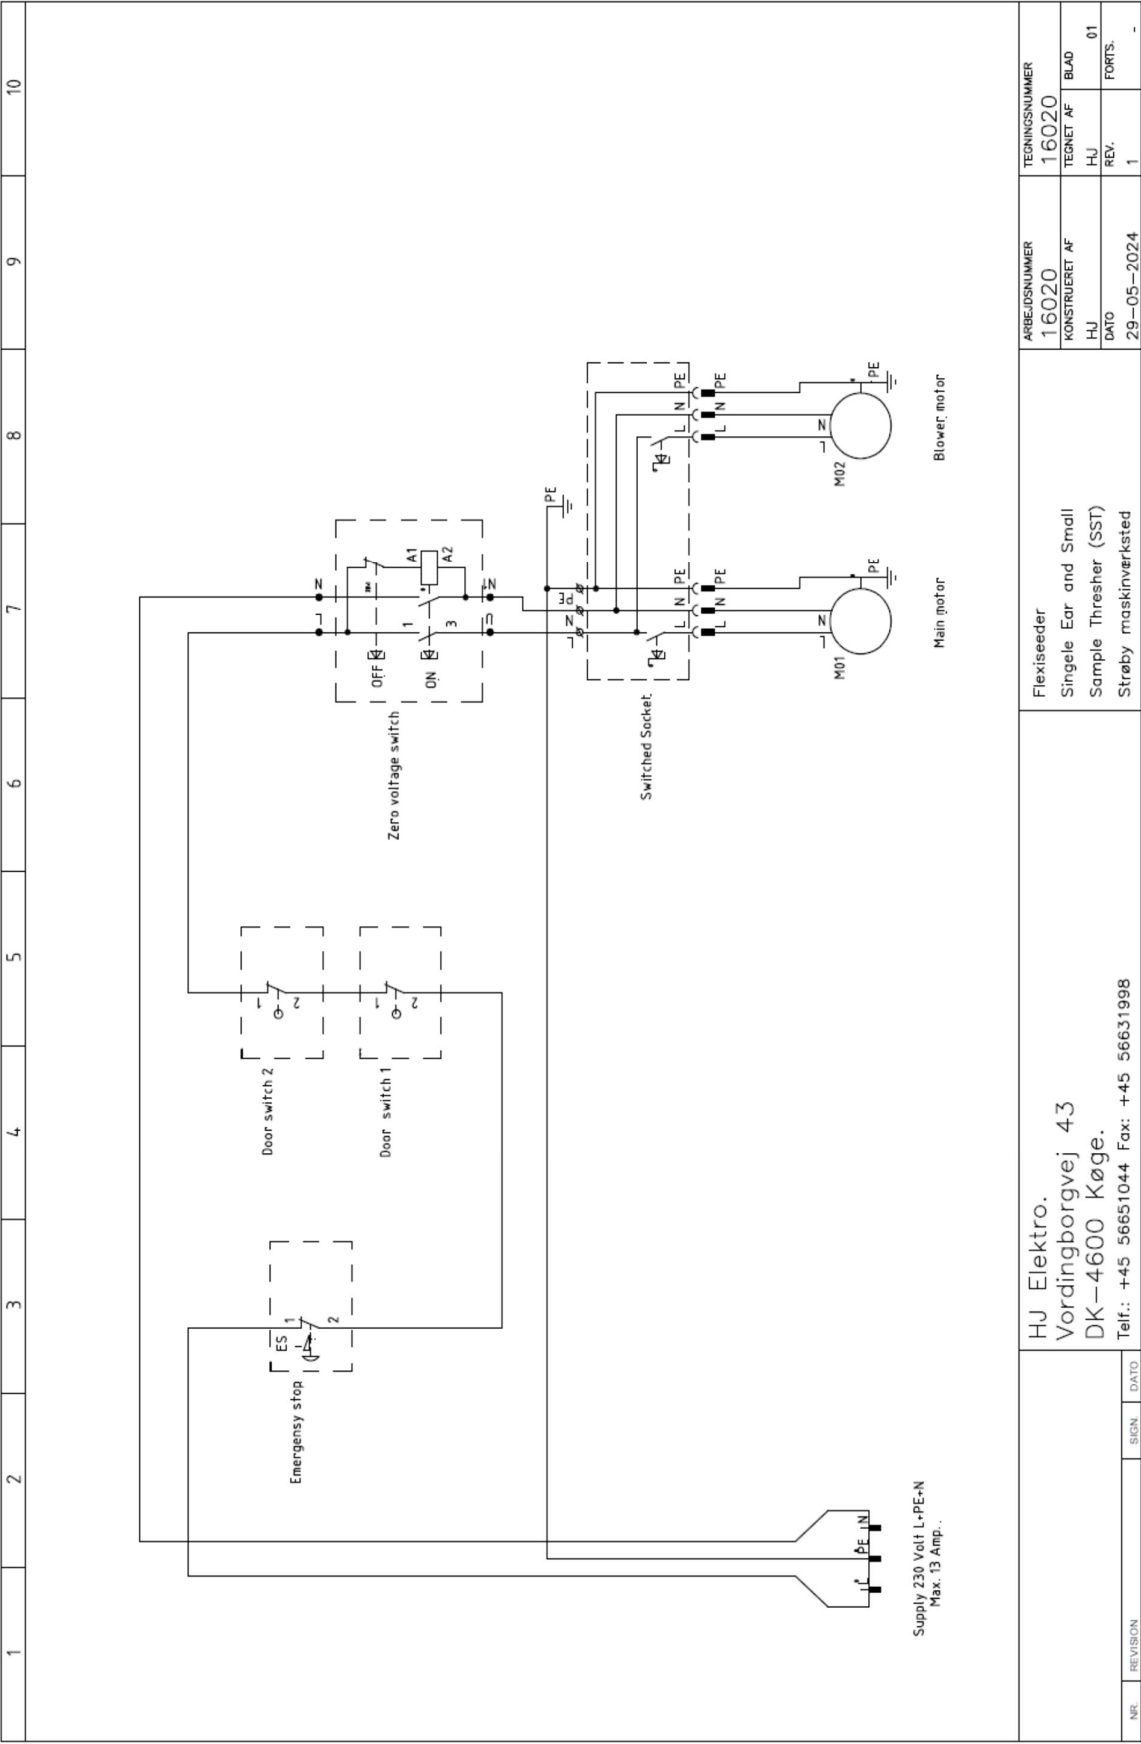 1 2 3 4 5 6 7 8 9 10
Emergensy stop
ES
1
2
Door switch 2
1
2
Door switch 1
1
2
Zero voltage switch
L
N
OFF
ON
1
3
A1
A2
PE
L
N
PE
Switched Socket
L
N
PE
L
N
PE
L
N
PE
L
N
PE
L
N
PE
M01
L
N
PE
M02
Main motor
Blower motor
L
PE
N
Supply 230 Volt L+PE+N
Max. 13 Amp..
NR. REVISION SIGN. DATO
HJ Elektro.
Vordingborgvej 43
DK-4600 Køge.
Telf.: +45 56651044 Fax: +45 56631998
Flexiseeder
Singele Ear and Small
Sample Thresher (SST)
Strøby maskinværksted
ARBEJDSNUMMER
16020
KONSTRUERET AF
HJ
DATO
29-05-2024
TEGNINGSNUMMER
16020
TEGNET AF
HJ
BLAD
01
REV.
1
FORTS.
-